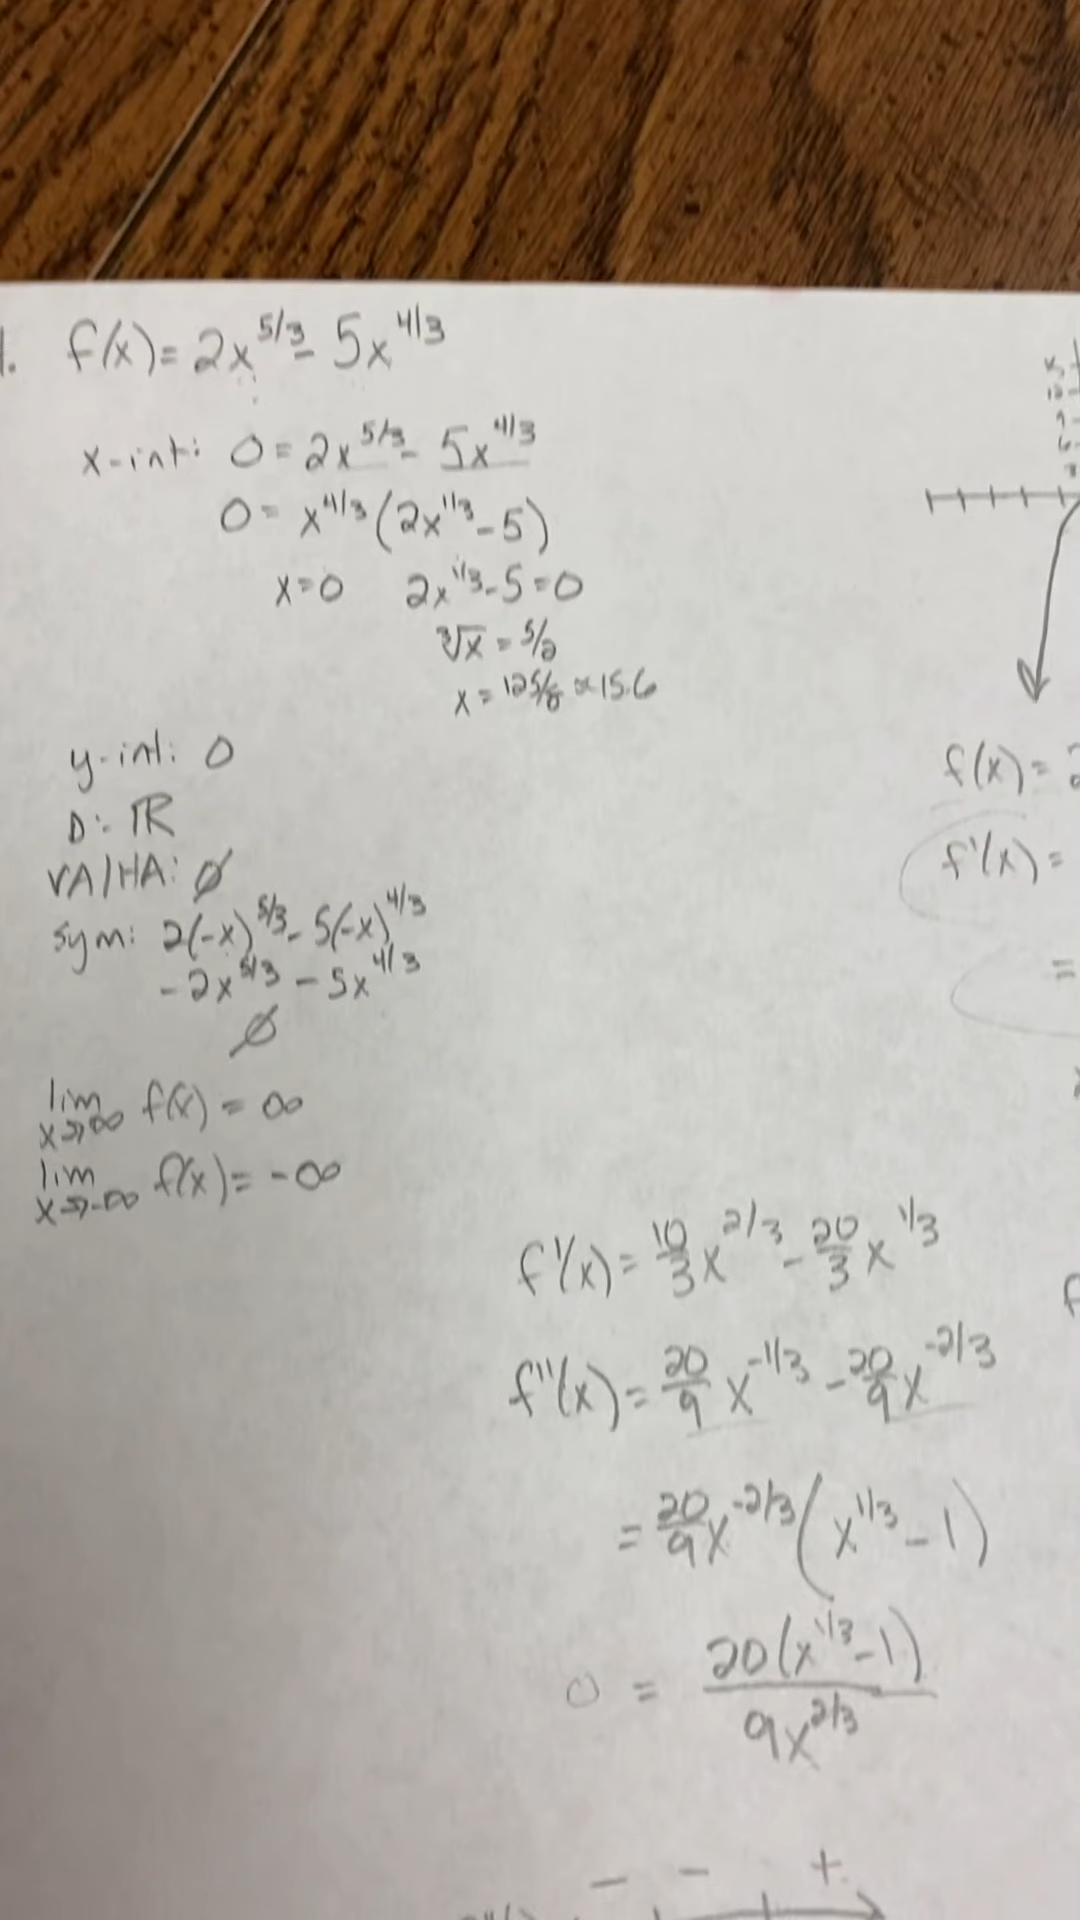 1. f(x) = 2x^5/3 - 5x^4/3
x-int: 0 = 2x^5/3 - 5x^4/3
0 = x^4/3 (2x^1/3 - 5)
x=0 2x^1/3 - 5 = 0
∛x = 5/2
x = 125/8 ≈ 15.6
y-int: 0
D: ℝ
VA/HA: ∅
sym: 2(-x)^5/3 - 5(-x)^4/3
-2x^5/3 - 5x^4/3
∅
lim x→∞ f(x) = ∞
lim x→-∞ f(x) = -∞
f(x) = 2
f'(x) =
=
f'(x) = 10/3 x^2/3 - 20/3 x^1/3
f''(x) = 20/9 x^-1/3 - 20/9 x^-2/3
= 20/9 x^-2/3 (x^1/3 - 1)
0 = 20(x^1/3 - 1) / 9x^2/3
- - +